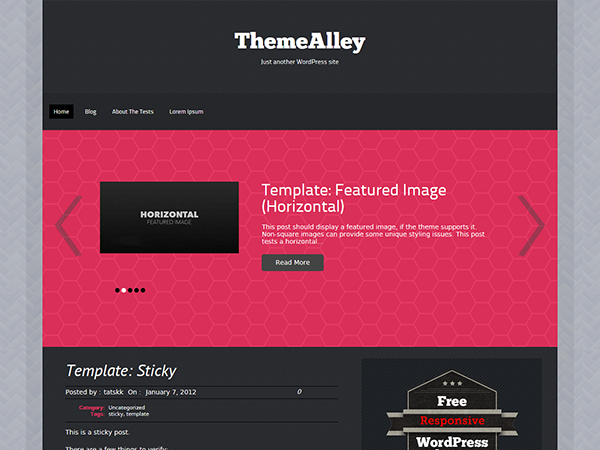 ThemeAlley
Just another WordPress site
Home Blog About The Tests Lorem Ipsum
HORIZONTAL
FEATURED IMAGE
Template: Featured Image
(Horizontal)
This post should display a featured image, if the theme supports it.
Non-square images can provide some unique styling issues. This post
tests a horizontal...
Read More
Template: Sticky
Posted by : tatskk On : January 7, 2012 0
Category: Uncategorized
Tags: sticky, template
This is a sticky post.
There are a few things to verify:
Free
Responsive
WordPress